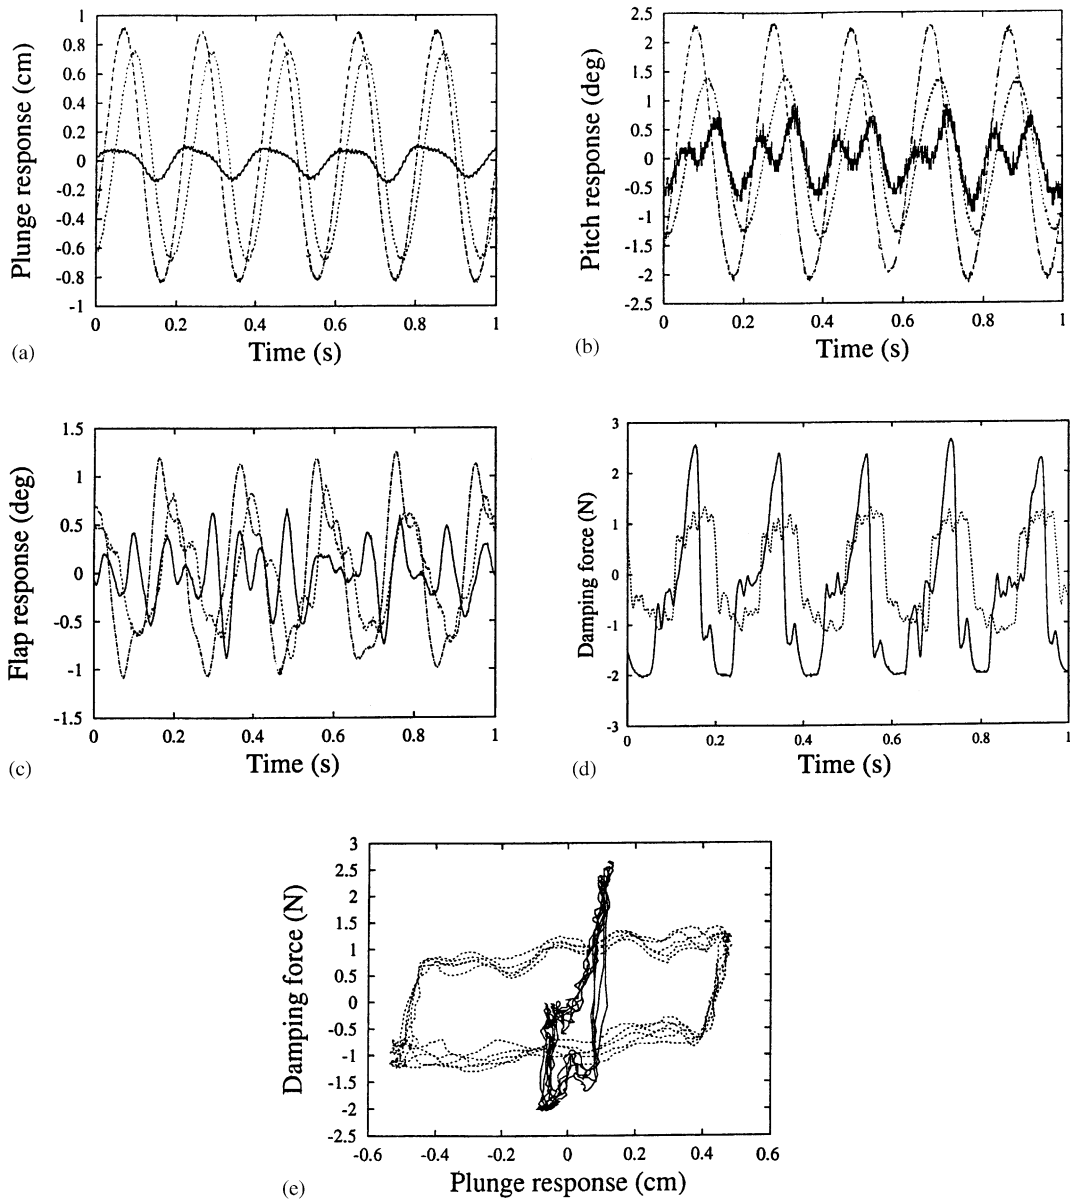 1
0.8
0.6
0.4
0.2
0
-0.2
-0.4
-0.6
-0.8
-1
Plunge response (cm)
0 0.2 0.4 0.6 0.8 1
Time (s)
(a)
2.5
2
1.5
1
0.5
0
-0.5
-1
-1.5
-2
-2.5
Pitch response (deg)
0 0.2 0.4 0.6 0.8 1
Time (s)
(b)
1.5
1
0.5
0
-0.5
-1
-1.5
Flap response (deg)
0 0.2 0.4 0.6 0.8 1
Time (s)
(c)
3
2
1
0
-1
-2
-3
Damping force (N)
0 0.2 0.4 0.6 0.8 1
Time (s)
(d)
3
2.5
2
1.5
1
0.5
0
-0.5
-1
-1.5
-2
-2.5
Damping force (N)
-0.6 -0.4 -0.2 0 0.2 0.4 0.6
Plunge response (cm)
(e)